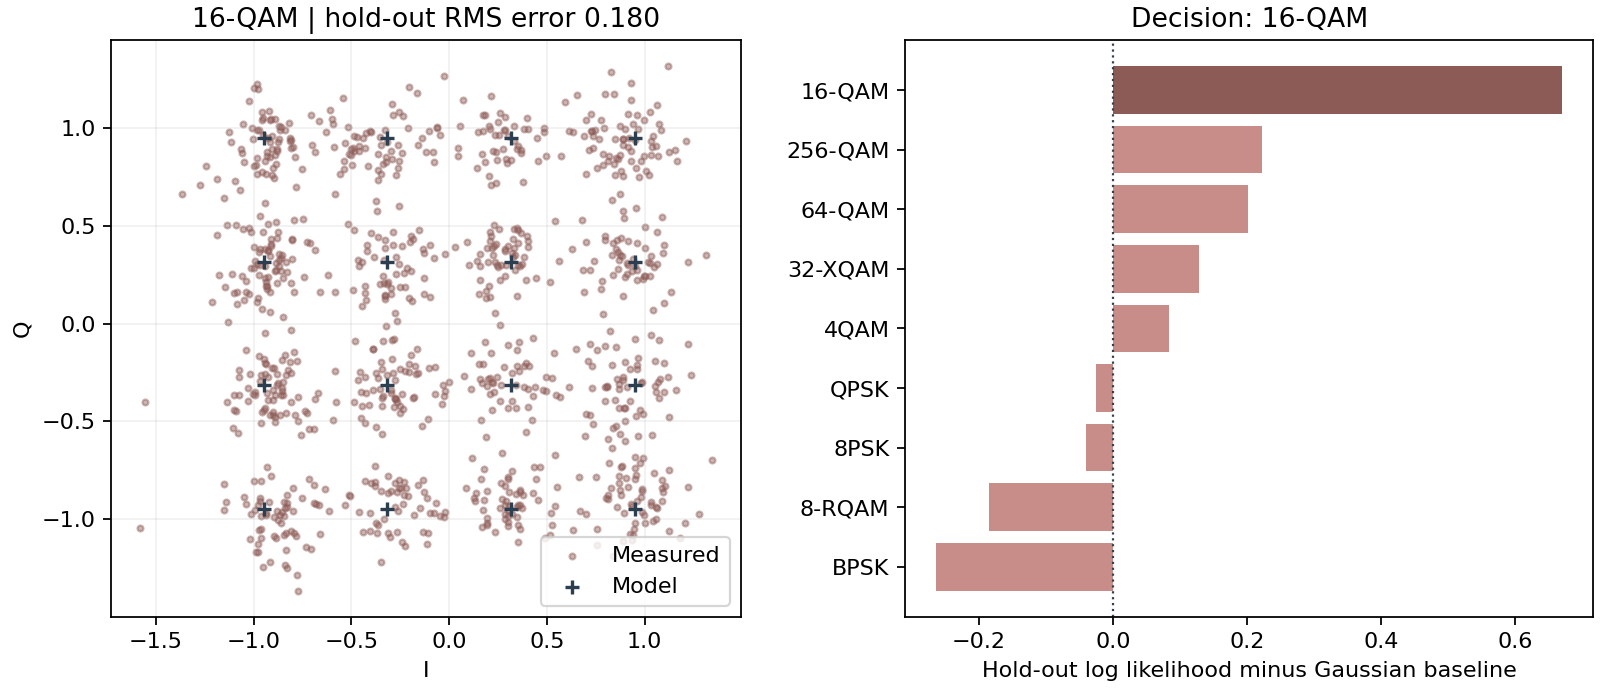 16-QAM | hold-out RMS error 0.180
1.0
0.5
0.0
−0.5
−1.0
Q
−1.5
−1.0
−0.5
0.0
0.5
1.0
I
Measured
Model
Decision: 16-QAM
16-QAM
256-QAM
64-QAM
32-XQAM
4QAM
QPSK
8PSK
8-RQAM
BPSK
−0.2
0.0
0.2
0.4
0.6
Hold-out log likelihood minus Gaussian baseline